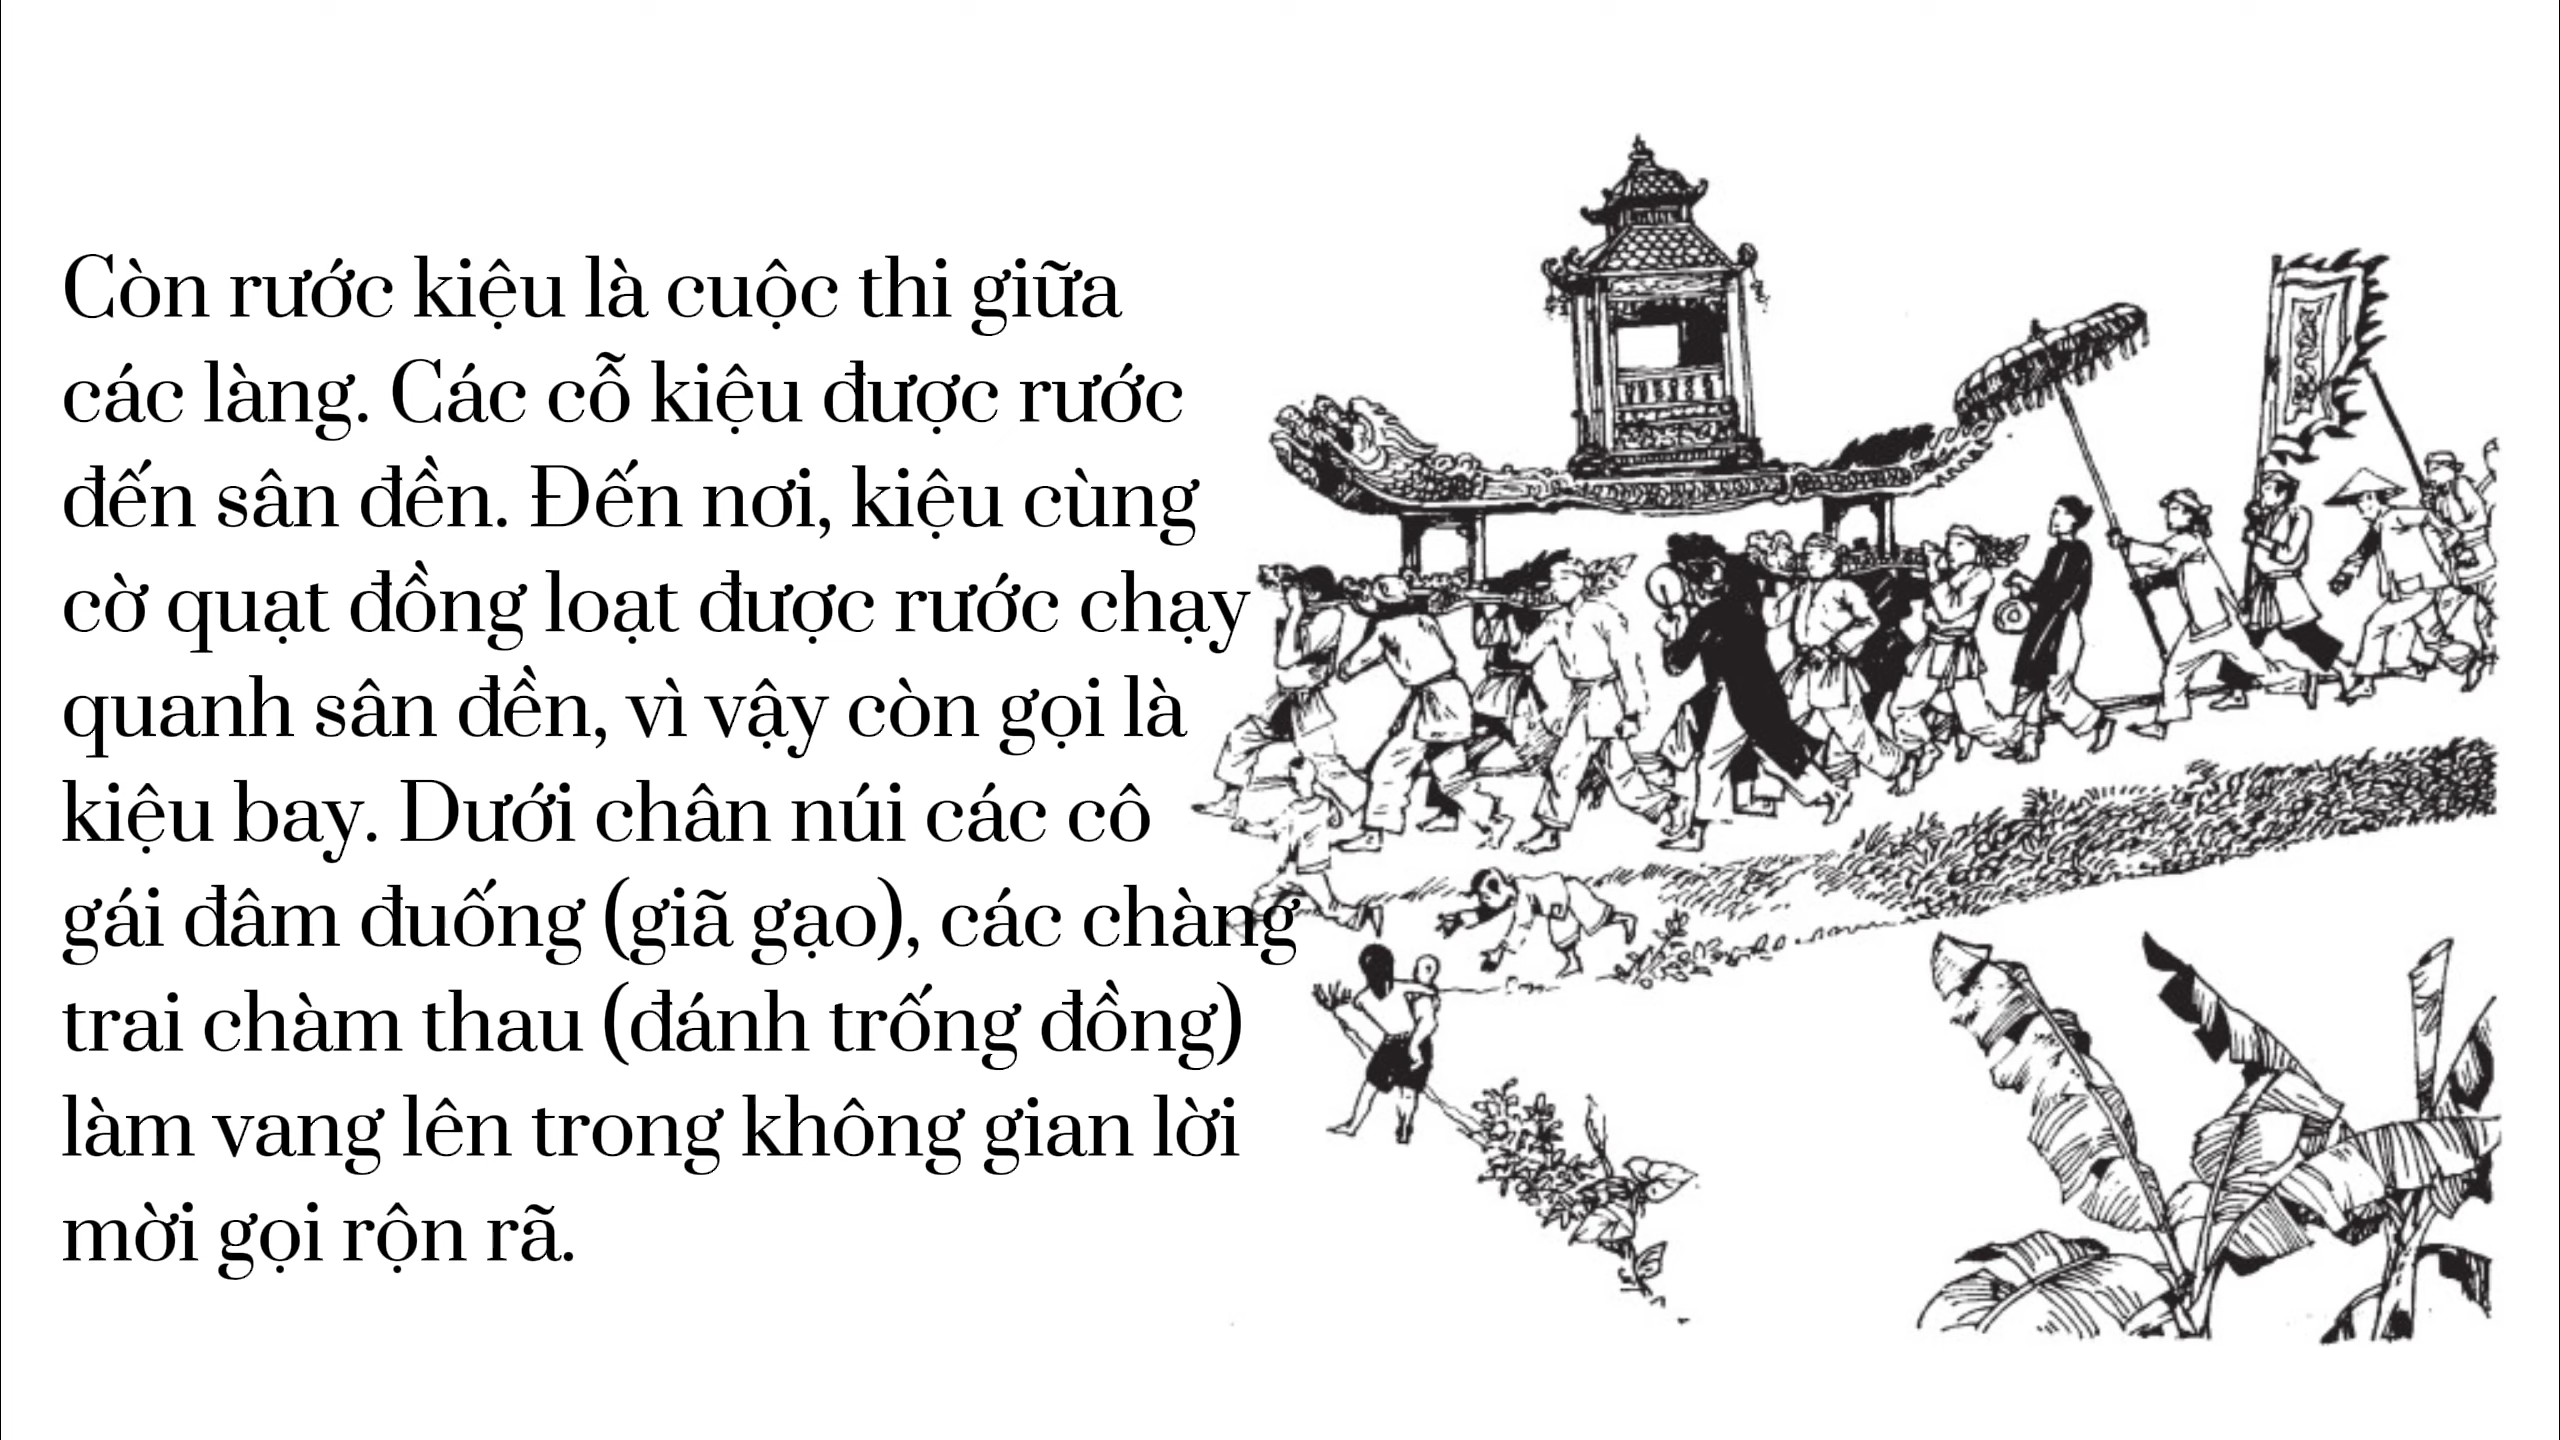 Còn rước kiệu là cuộc thi giữa
các làng. Các cỗ kiệu được rước
đến sân đền. Đến nơi, kiệu cùng
cờ quạt đồng loạt được rước chạy
quanh sân đền, vì vậy còn gọi là
kiệu bay. Dưới chân núi các cô
gái đâm đuống (giã gạo), các chàng
trai chàm thau (đánh trống đồng)
làm vang lên trong không gian lời
mời gọi rộn rã.